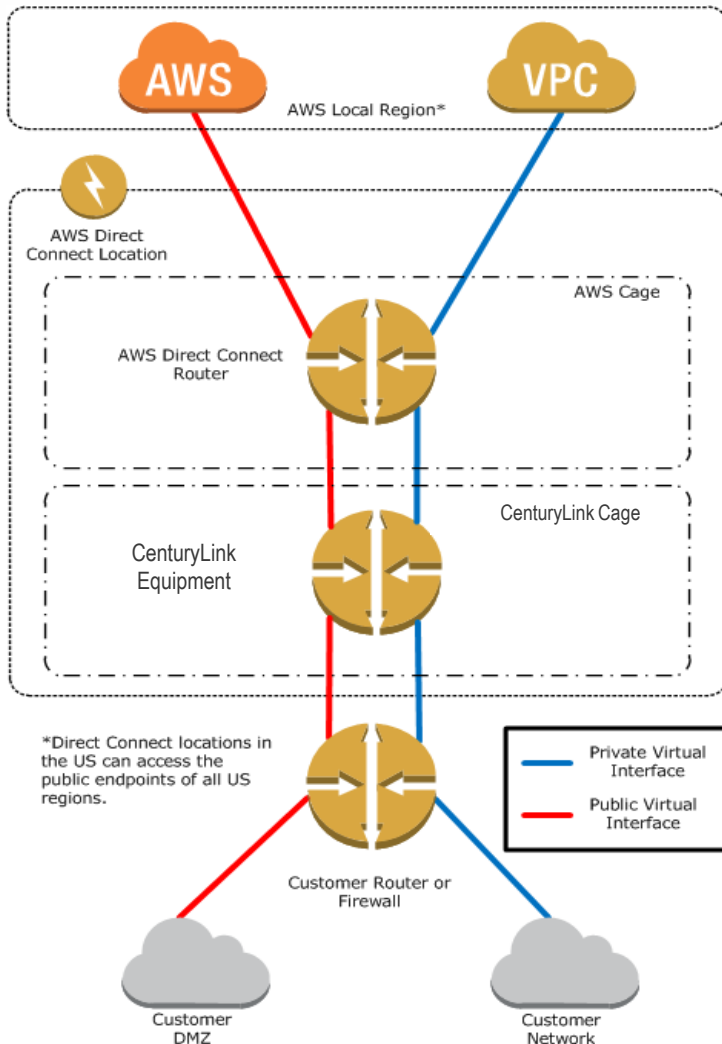 AWS
VPC
AWS Local Region*
AWS Direct
Connect Location
AWS Cage
AWS Direct Connect
Router
CenturyLink Cage
CenturyLink
Equipment
*Direct Connect locations in
the US can access the
public endpoints of all US
regions.
Private Virtual
Interface
Public Virtual
Interface
Customer Router or
Firewall
Customer
DMZ
Customer
Network